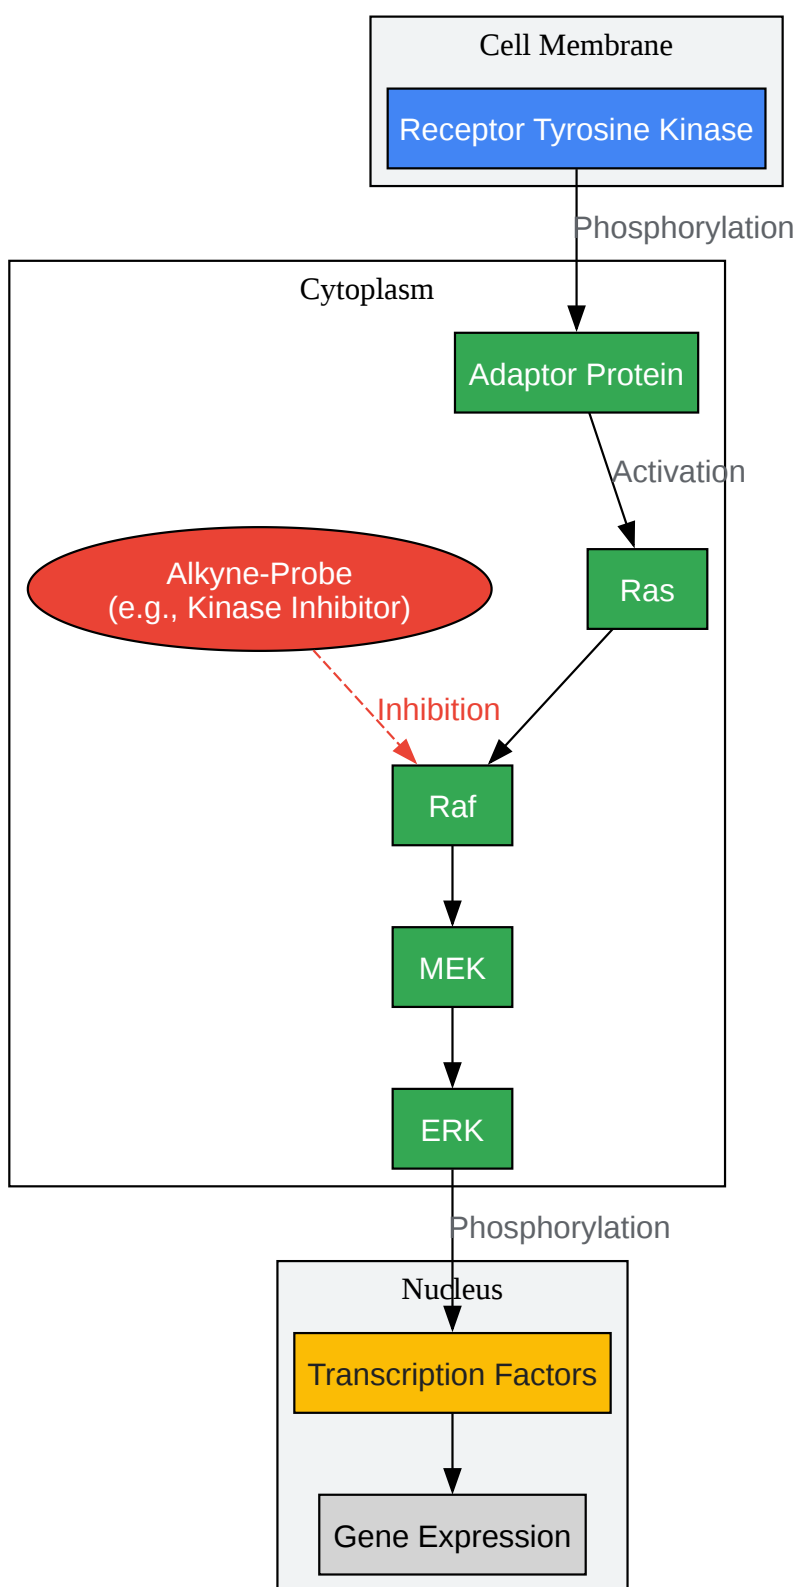 Cell Membrane
Receptor Tyrosine Kinase
Phosphorylation
Cytoplasm
Adaptor Protein
Activation
Alkyne-Probe
(e.g., Kinase Inhibitor)
Ras
Inhibition
Raf
MEK
ERK
Phosphorylation
Nucleus
Transcription Factors
Gene Expression